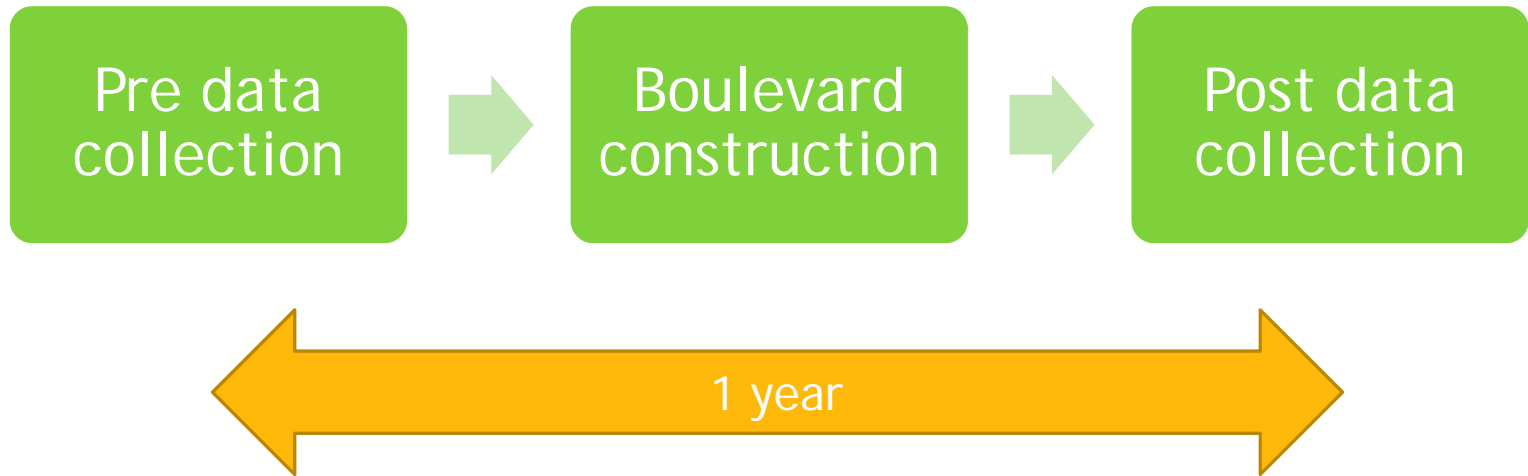 Pre data
collection
Boulevard
construction
Post data
collection
1 year